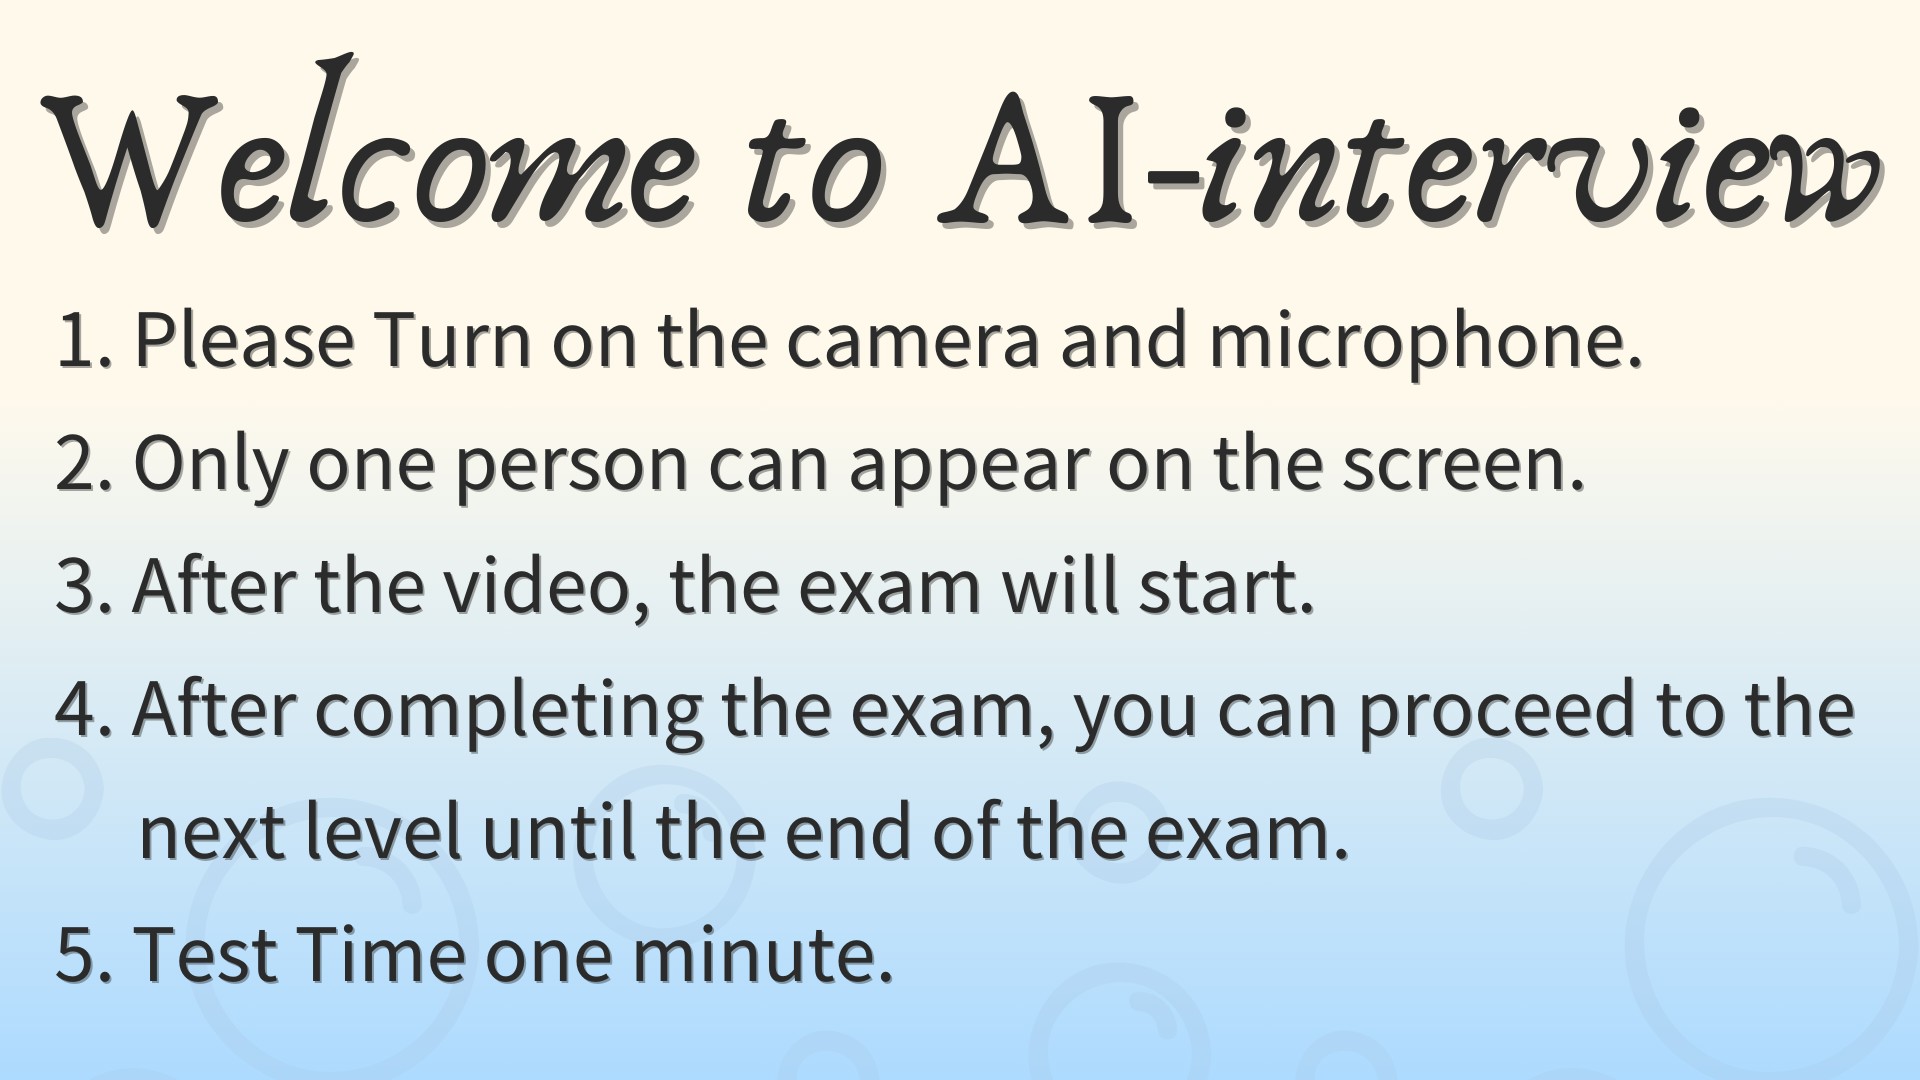 Welcome to AI-interview
1. Please Turn on the camera and microphone.
2. Only one person can appear on the screen.
3. After the video, the exam will start.
4. After completing the exam, you can proceed to the
next level until the end of the exam.
5. Test Time one minute.